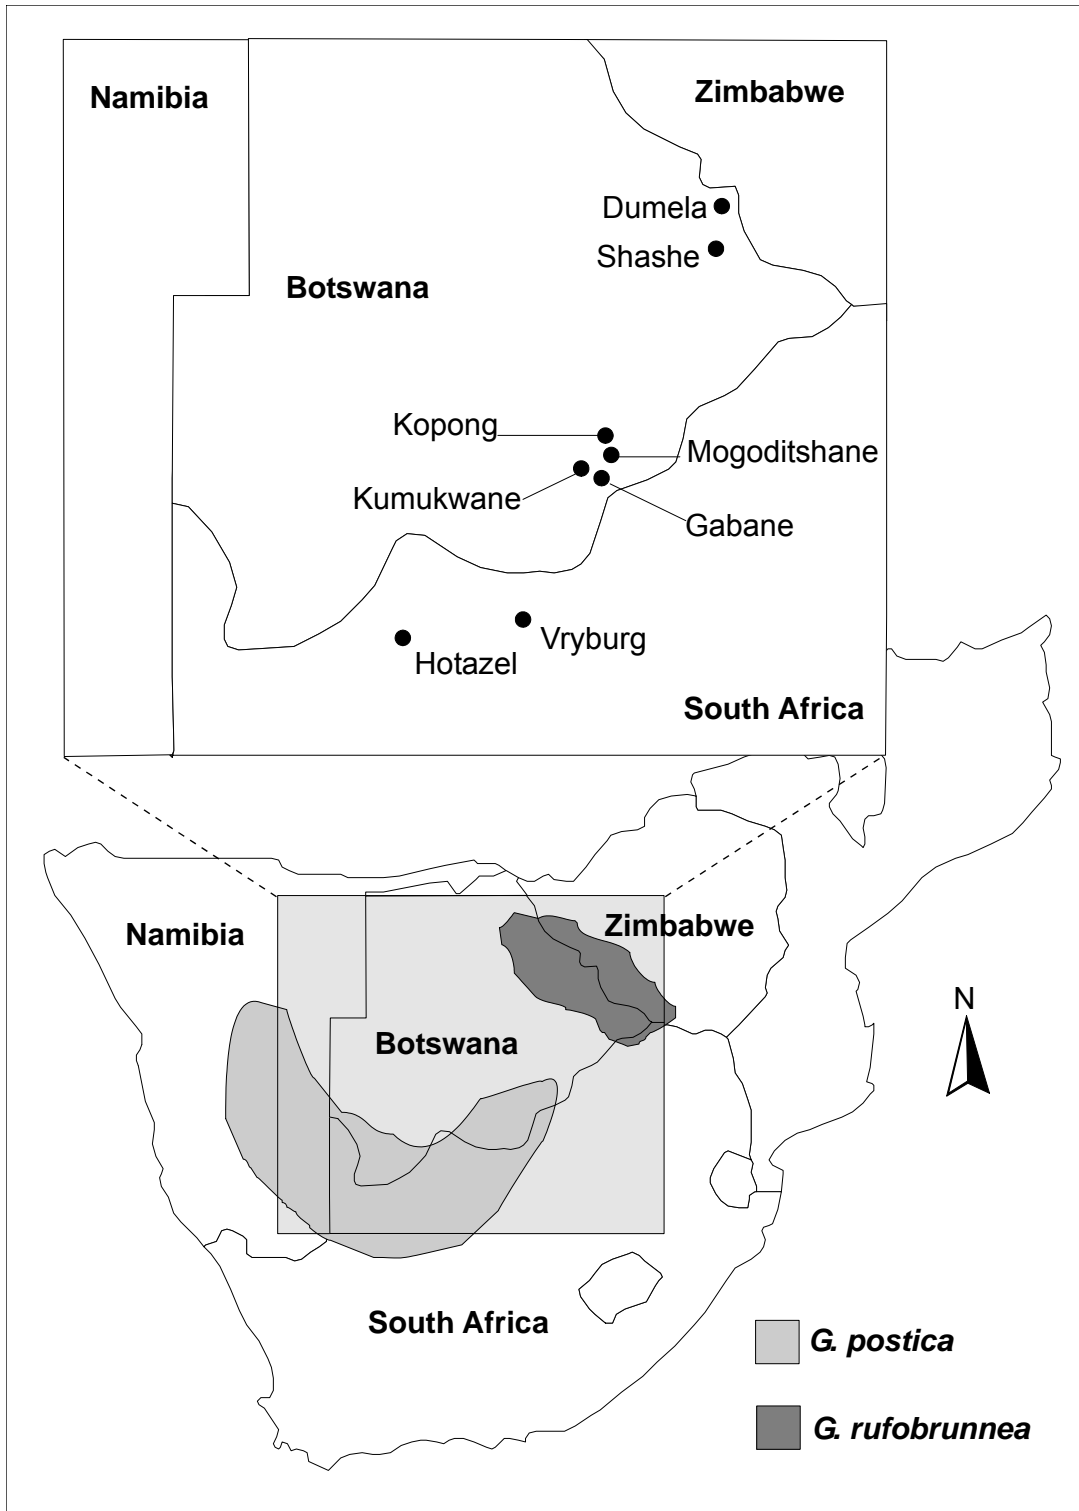 Namibia
Zimbabwe
Dumela
Shashe
Botswana
Kopong
Mogoditshane
Kumukwane
Gabane
Vryburg
Hotazel
South Africa
Zimbabwe
Namibia
N
Botswana
South Africa
G. postica
G. rufobrunnea